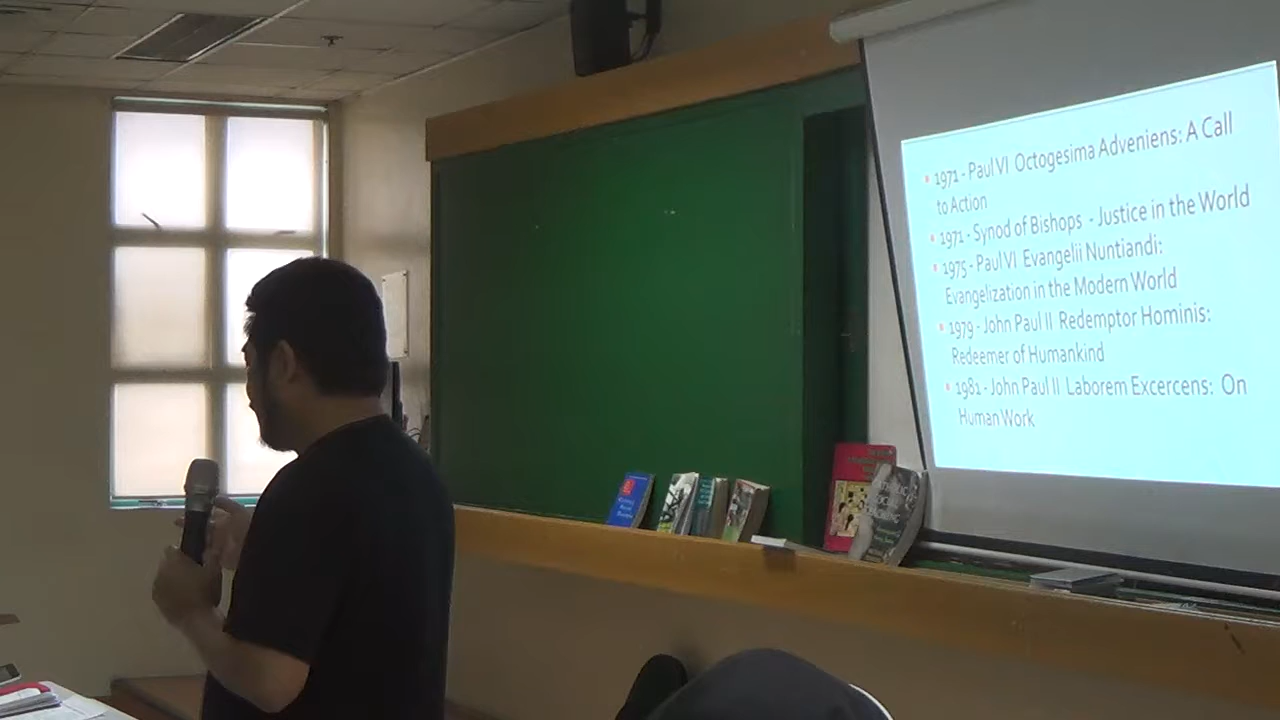 1971 - Paul VI Octogesima Adveniens: A Call
to Action
1971 - Synod of Bishops - Justice in the World
1975 - Paul VI Evangelii Nuntiandi:
Evangelization in the Modern World
1979 - John Paul II Redemptor Hominis:
Redeemer of Humankind
1981 - John Paul II Laborem Excercens: On
Human Work